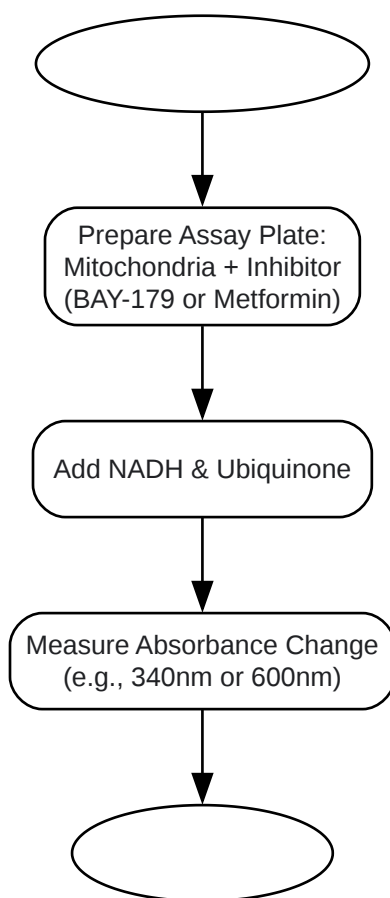 Prepare Assay Plate:
Mitochondria + Inhibitor
(BAY-179 or Metformin)
Add NADH & Ubiquinone
Measure Absorbance Change
(e.g., 340nm or 600nm)